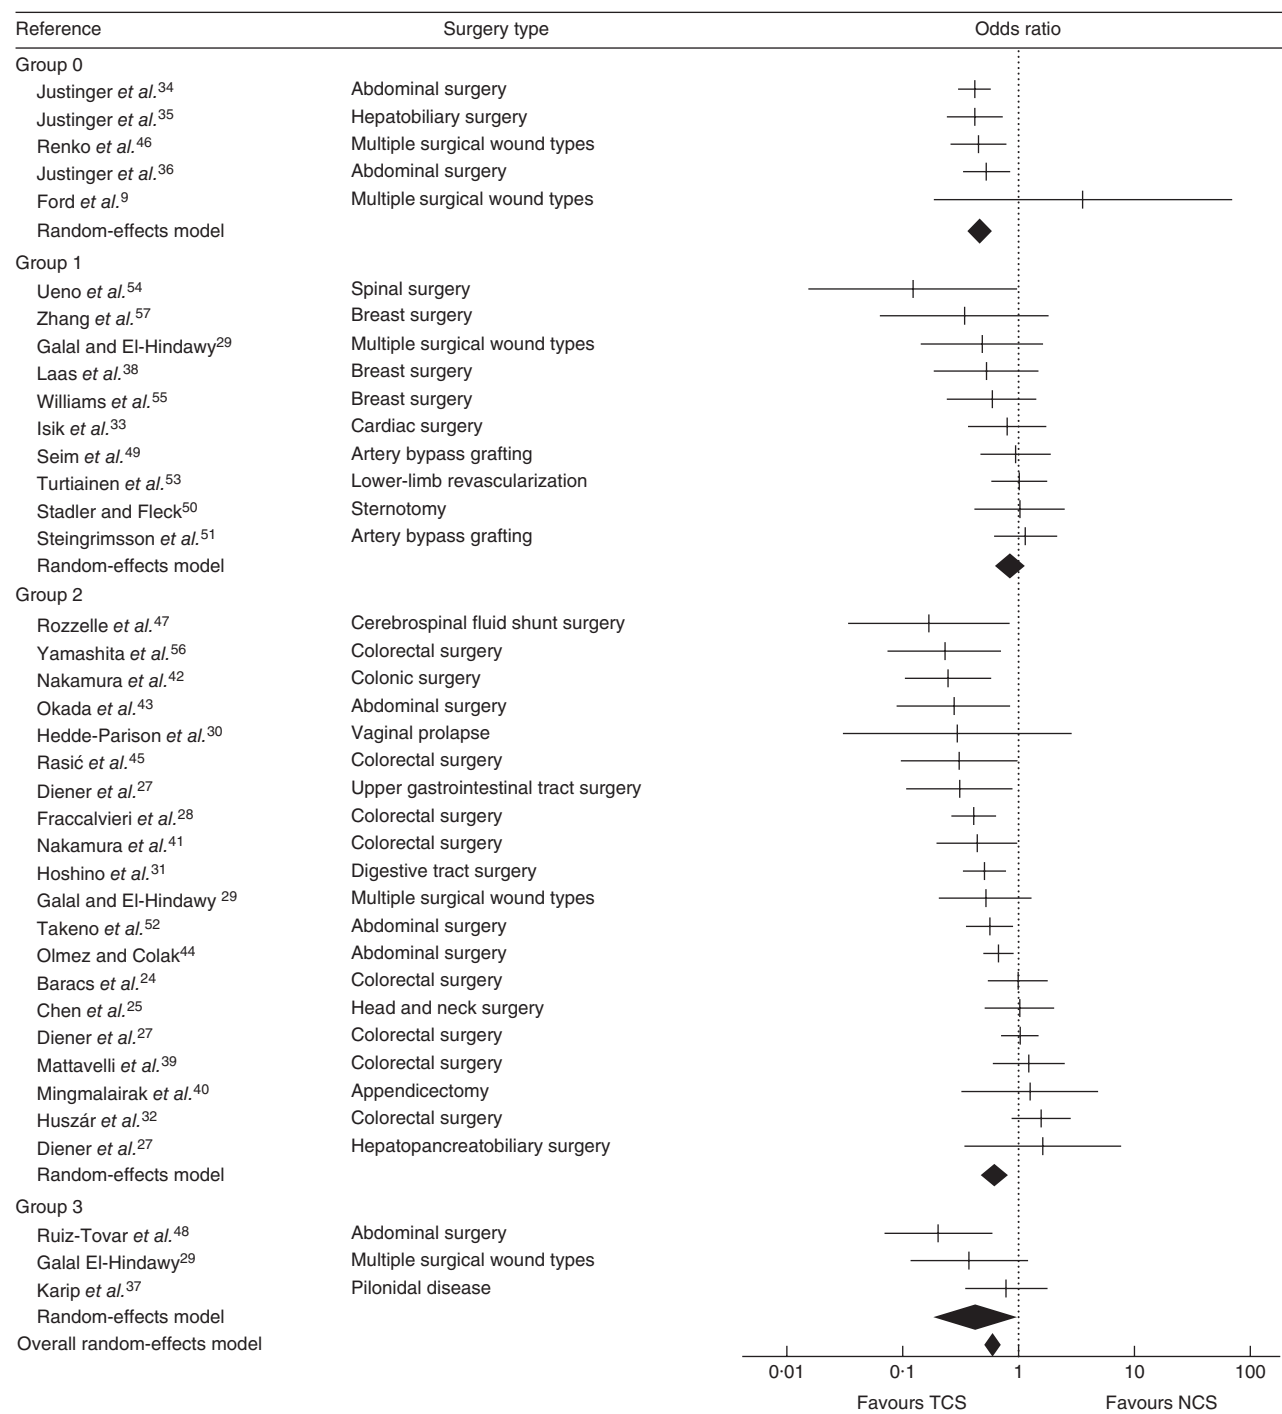 Reference Surgery type Odds ratio
Group 0
Justinger et al.34 Abdominal surgery
Justinger et al.35 Hepatobiliary surgery
Renko et al.46 Multiple surgical wound types
Justinger et al.36 Abdominal surgery
Ford et al.9 Multiple surgical wound types
Random-effects model
Group 1
Ueno et al.54 Spinal surgery
Zhang et al.57 Breast surgery
Galal and El-Hindawy29 Multiple surgical wound types
Laas et al.38 Breast surgery
Williams et al.55 Breast surgery
Isik et al.33 Cardiac surgery
Seim et al.49 Artery bypass grafting
Turtiainen et al.53 Lower-limb revascularization
Stadler and Fleck50 Sternotomy
Steingrimsson et al.51 Artery bypass grafting
Random-effects model
Group 2
Rozzelle et al.47 Cerebrospinal fluid shunt surgery
Yamashita et al.56 Colorectal surgery
Nakamura et al.42 Colonic surgery
Okada et al.43 Abdominal surgery
Hedde-Parison et al.30 Vaginal prolapse
Rasić et al.45 Colorectal surgery
Diener et al.27 Upper gastrointestinal tract surgery
Fraccalvieri et al.28 Colorectal surgery
Nakamura et al.41 Colorectal surgery
Hoshino et al.31 Digestive tract surgery
Galal and El-Hindawy 29 Multiple surgical wound types
Takeno et al.52 Abdominal surgery
Olmez and Colak44 Abdominal surgery
Baracs et al.24 Colorectal surgery
Chen et al.25 Head and neck surgery
Diener et al.27 Colorectal surgery
Mattavelli et al.39 Colorectal surgery
Mingmalairak et al.40 Appendicectomy
Huszár et al.32 Colorectal surgery
Diener et al.27 Hepatopancreatobiliary surgery
Random-effects model
Group 3
Ruiz-Tovar et al.48 Abdominal surgery
Galal El-Hindawy29 Multiple surgical wound types
Karip et al.37 Pilonidal disease
Random-effects model
Overall random-effects model
0·01 0·1 1 10 100
Favours TCS Favours NCS